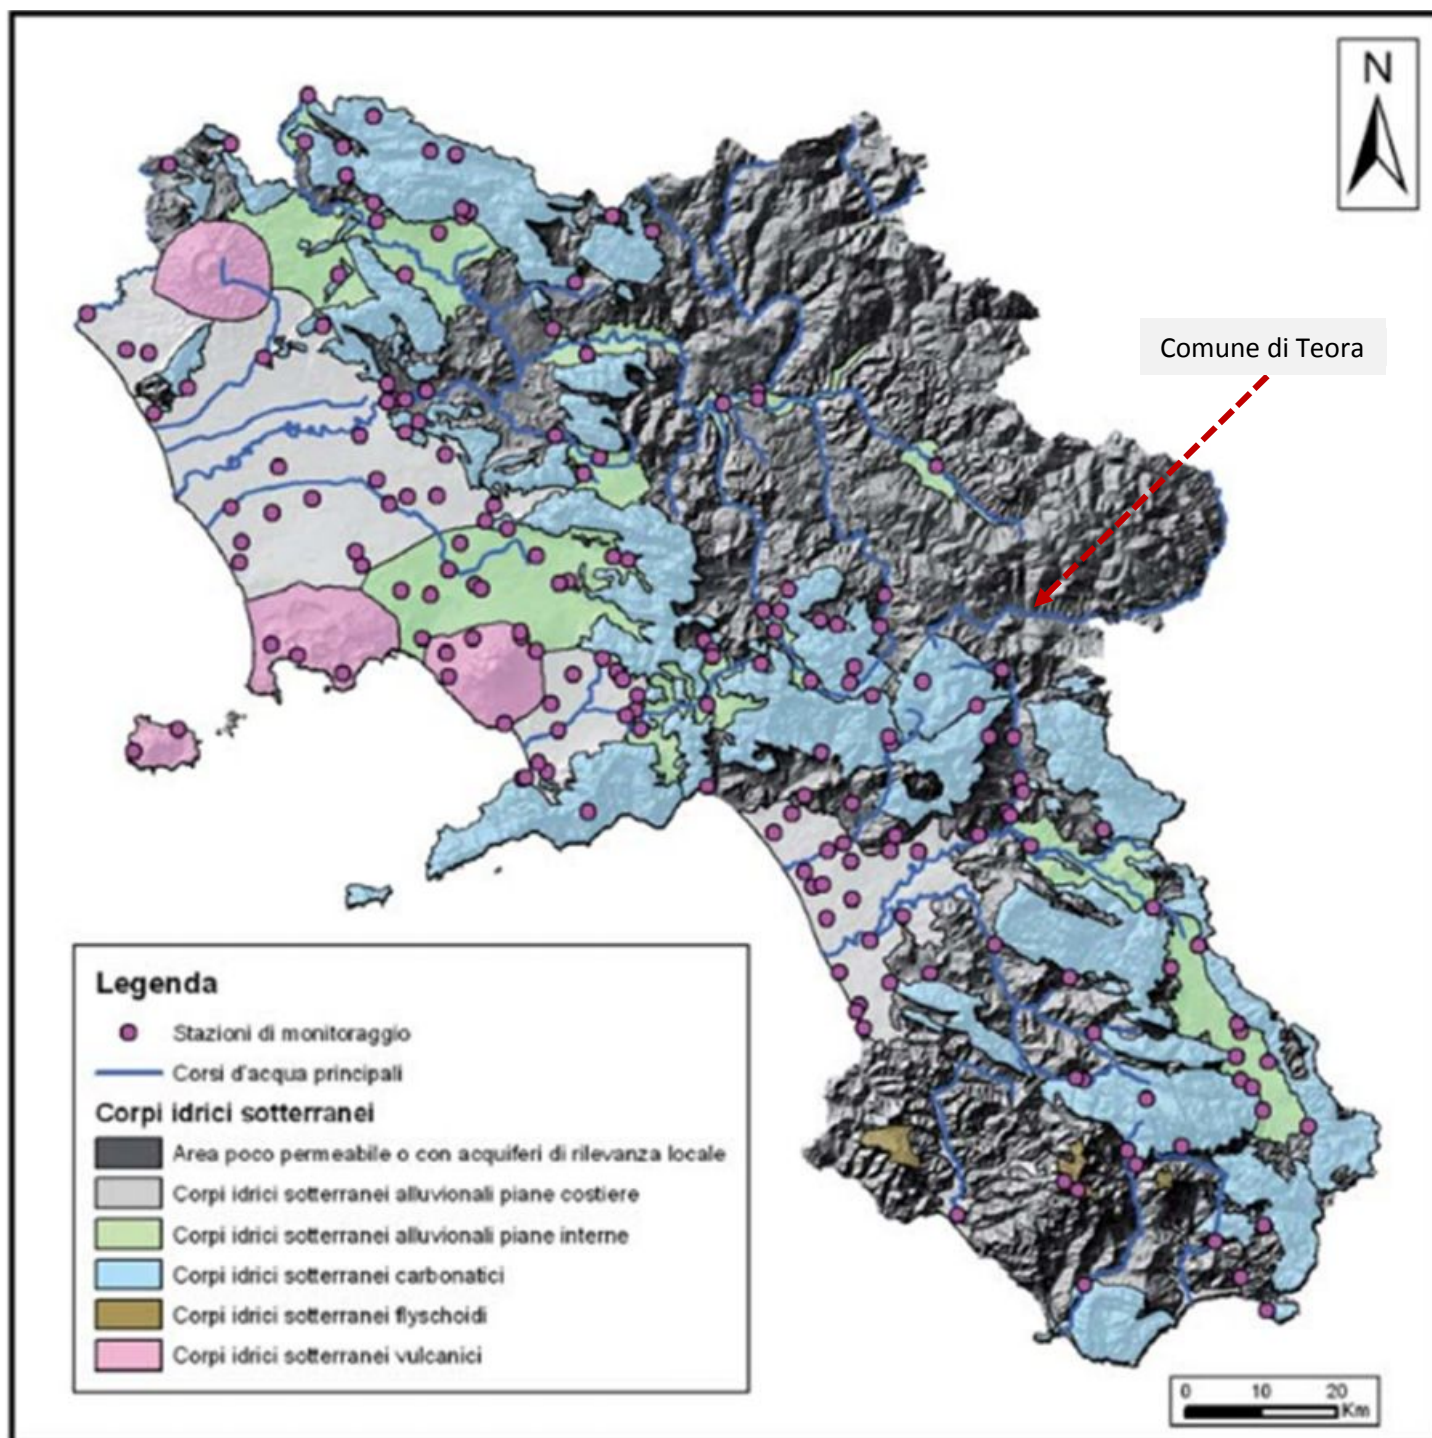 N
Comune di Teora
Legenda
Stazioni di monitoraggio
Corsi d'acqua principali
Corpi idrici sotterranei
Area poco permeabile o con acquiferi di rilevanza locale
Corpi idrici sotterranei alluvionali piane costiere
Corpi idrici sotterranei alluvionali piane interne
Corpi idrici sotterranei carbonatici
Corpi idrici sotterranei flyschoidi
Corpi idrici sotterranei vulcanici
0 10 20
Km